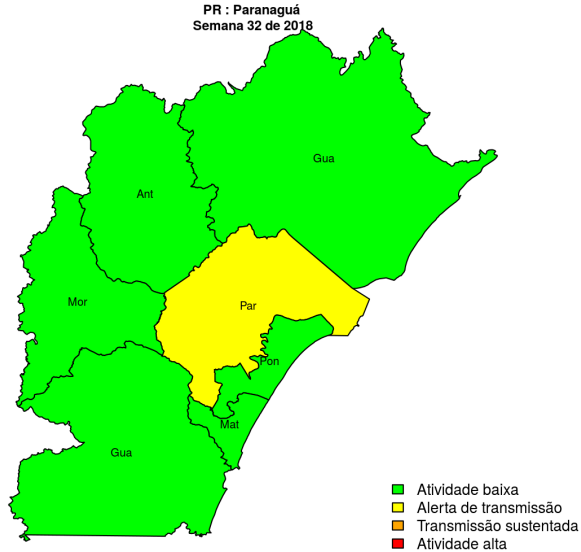 PR : Paranaguá
Semana 32 de 2018
Gua
Ant
Mor
Par
Pon
Mat
Gua
Atividade baixa
Alerta de transmissão
Transmissão sustentada
Atividade alta